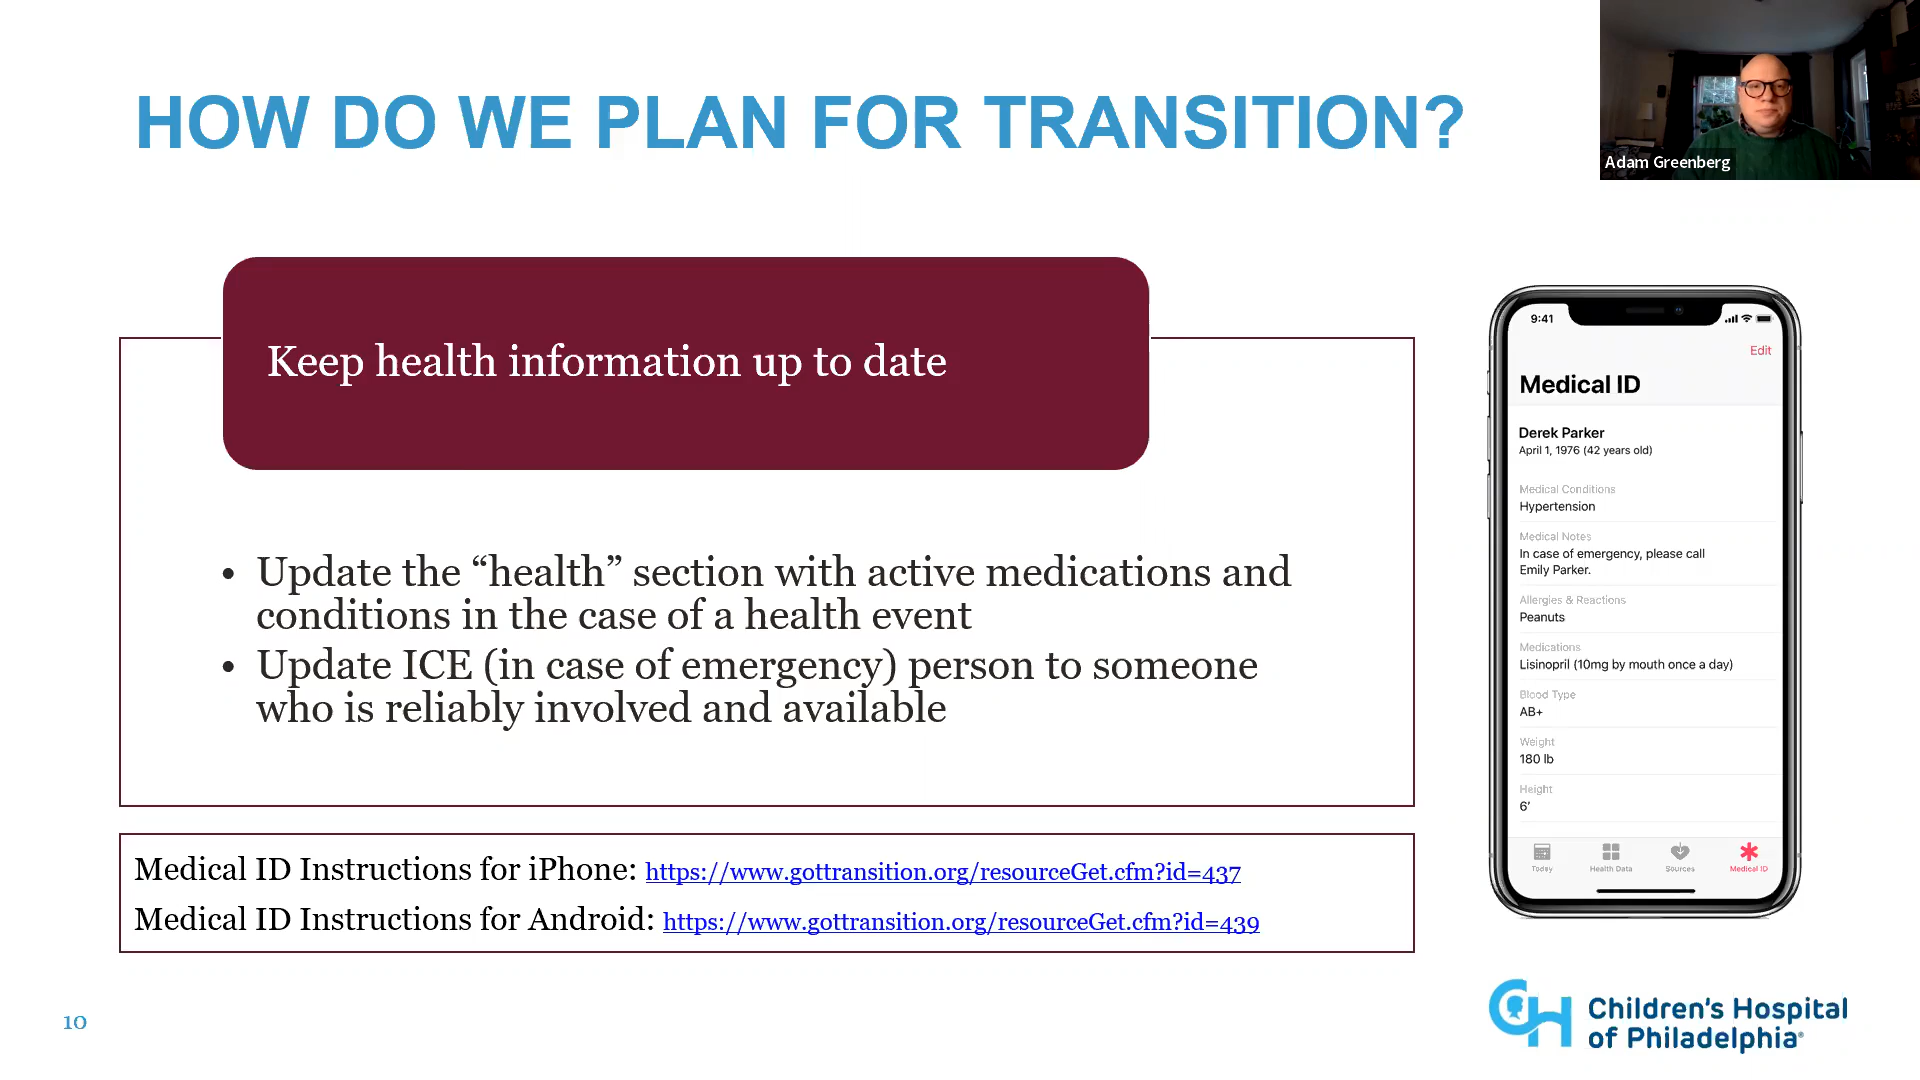 HOW DO WE PLAN FOR TRANSITION?
Adam Greenberg
Keep health information up to date
• Update the “health” section with active medications and
conditions in the case of a health event
• Update ICE (in case of emergency) person to someone
who is reliably involved and available
Medical ID Instructions for iPhone: https://www.gottransition.org/resourceGet.cfm?id=437
Medical ID Instructions for Android: https://www.gottransition.org/resourceGet.cfm?id=439
9:41
Edit
Medical ID
Derek Parker
April 1, 1976 (42 years old)
Medical Conditions
Hypertension
Medical Notes
In case of emergency, please call
Emily Parker.
Allergies & Reactions
Peanuts
Medications
Lisinopril (10mg by mouth once a day)
Blood Type
AB+
Weight
180 lb
Height
6’
Today
Health Data
Sources
Medical ID
10
CH
Children’s Hospital
of Philadelphia®